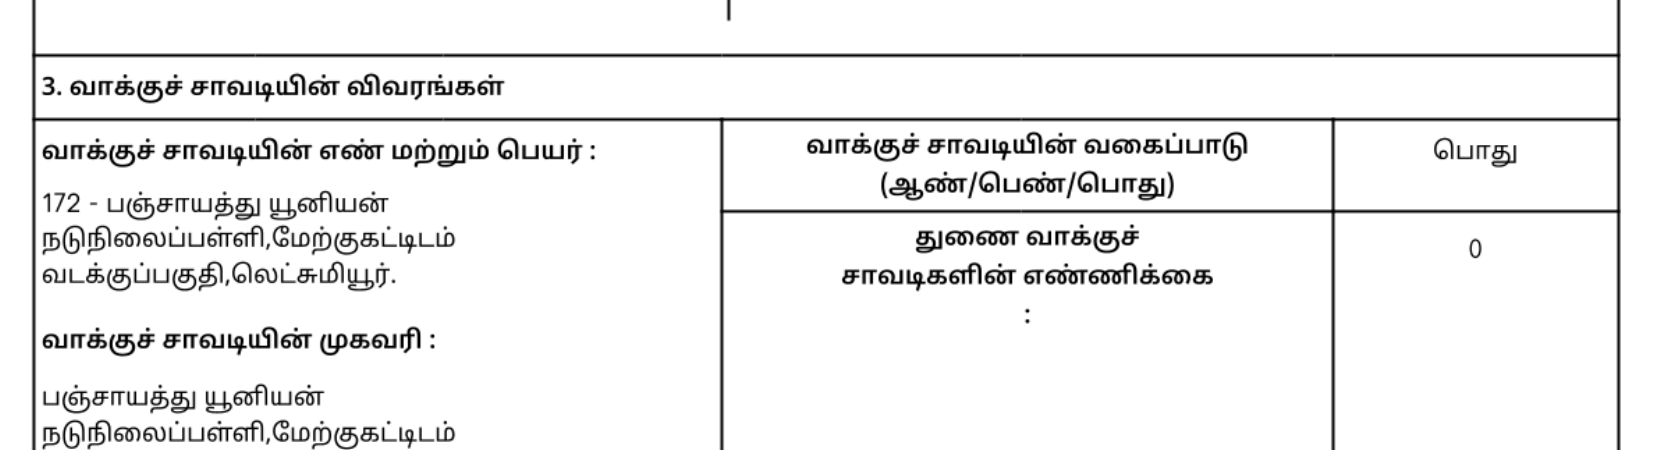 3. வாக்குச் சாவடியின் விவரங்கள்
வாக்குச் சாவடியின் எண் மற்றும் பெயர் :
172 - பஞ்சாயத்து யூனியன்
நடுநிலைப்பள்ளி,மேற்குகட்டிடம்
வடக்குப்பகுதி,லெட்சுமியூர்.
வாக்குச் சாவடியின் முகவரி :
பஞ்சாயத்து யூனியன்
நடுநிலைப்பள்ளி,மேற்குகட்டிடம்
வாக்குச் சாவடியின் வகைப்பாடு
(ஆண்/பெண்/பொது)
பொது
துணை வாக்குச்
சாவடிகளின் எண்ணிக்கை
:
0